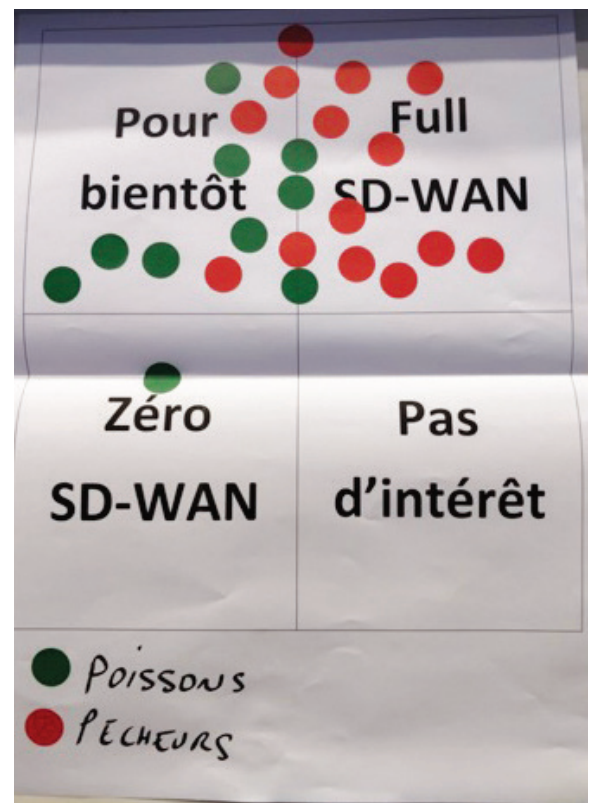 Pour
bientôt
Full
SD-WAN
Zéro
SD-WAN
Pas
d'intérêt
POISSONS
PECHEURS